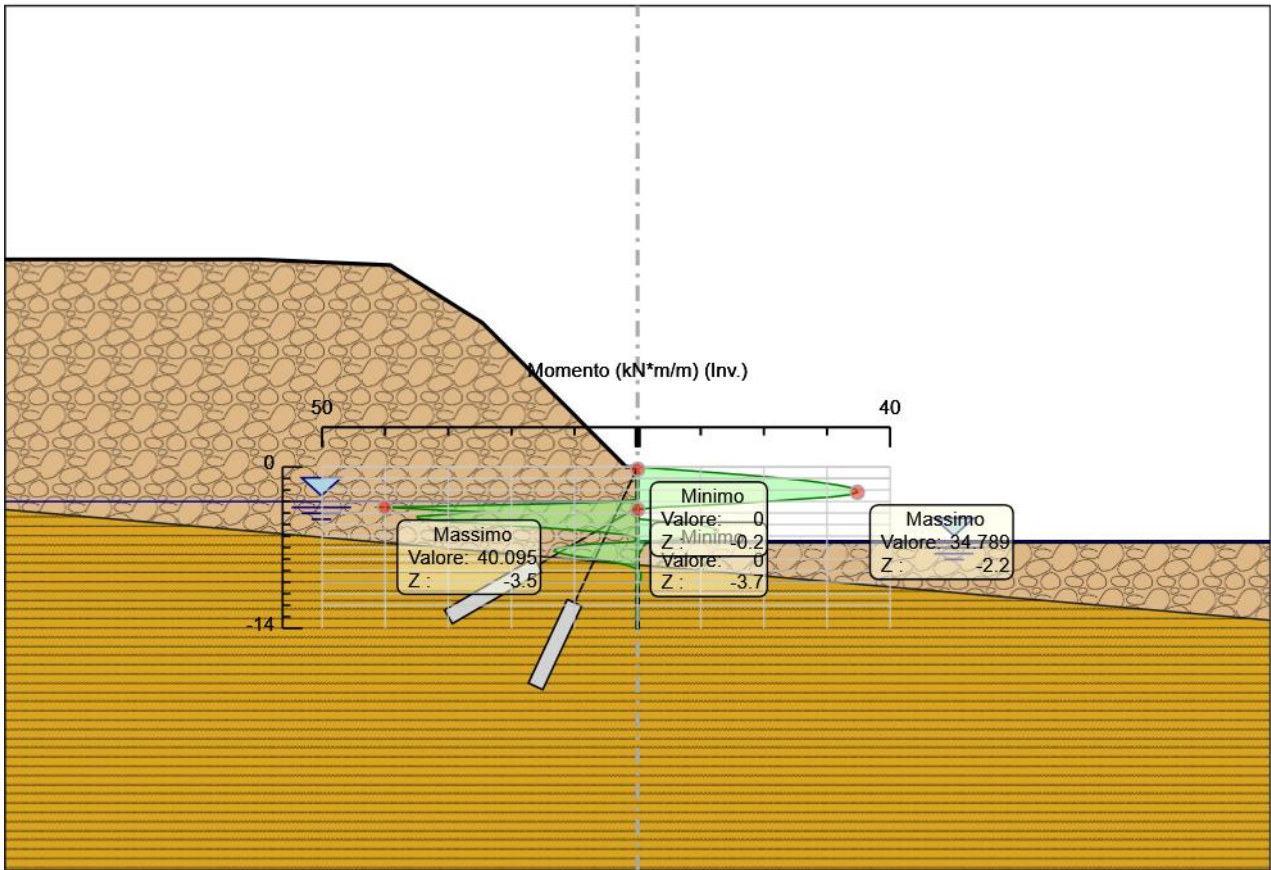 Momento (kN*m/m) (Inv.)
50
40
0
-14
Massimo
Valore: 40.095
Z : -3.5
Minimo
Valore: 0
Z : -0.2
Minimo
Valore: 0
Z : -3.7
Massimo
Valore: 34.789
Z : -2.2